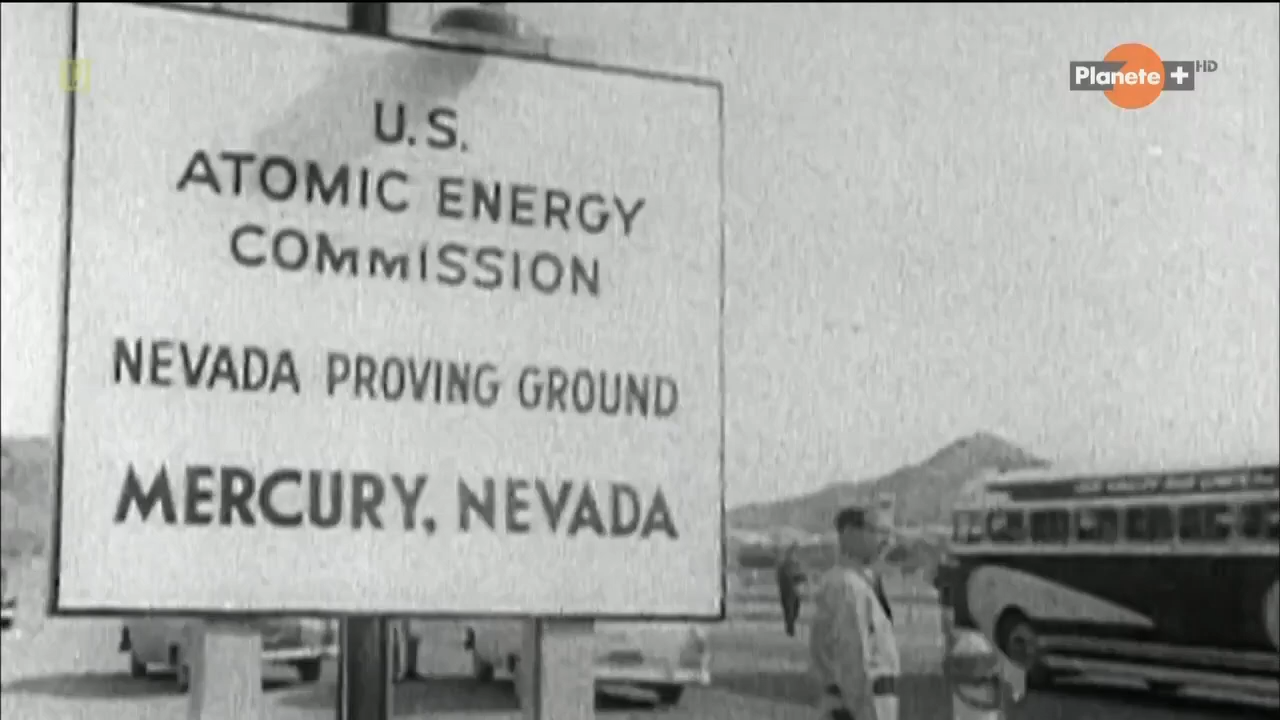 Planete + HD
U.S.
ATOMIC ENERGY
COMMISSION
NEVADA PROVING GROUND
MERCURY, NEVADA